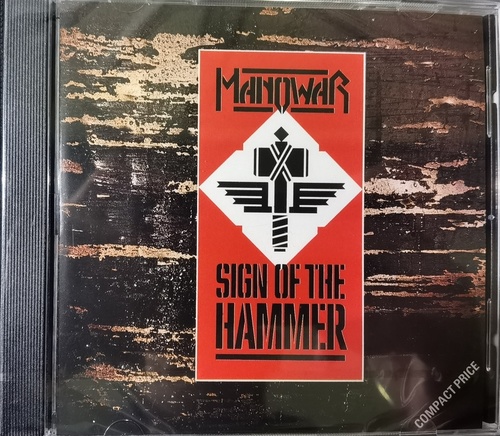 MANOWAR
SIGN OF THE
HAMMER
COMPACT PRICE